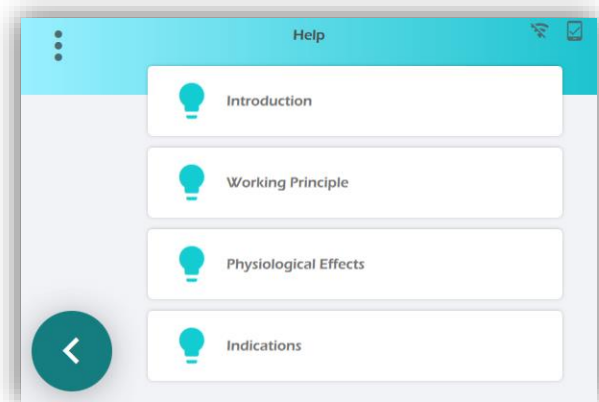 Help
Introduction
Working Principle
Physiological Effects
Indications